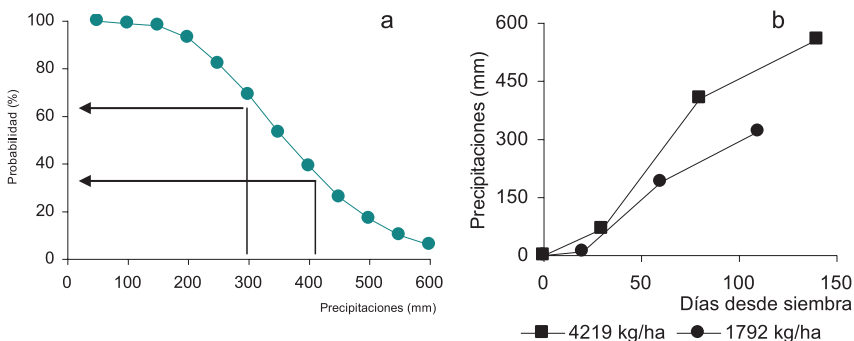 a
100
80
60
40
20
0
Probabilidad (%)
0 100 200 300 400 500 600
Precipitaciones (mm)
b
600
450
300
150
0
Precipitaciones (mm)
0 50 100 150
Días desde siembra
4219 kg/ha 1792 kg/ha